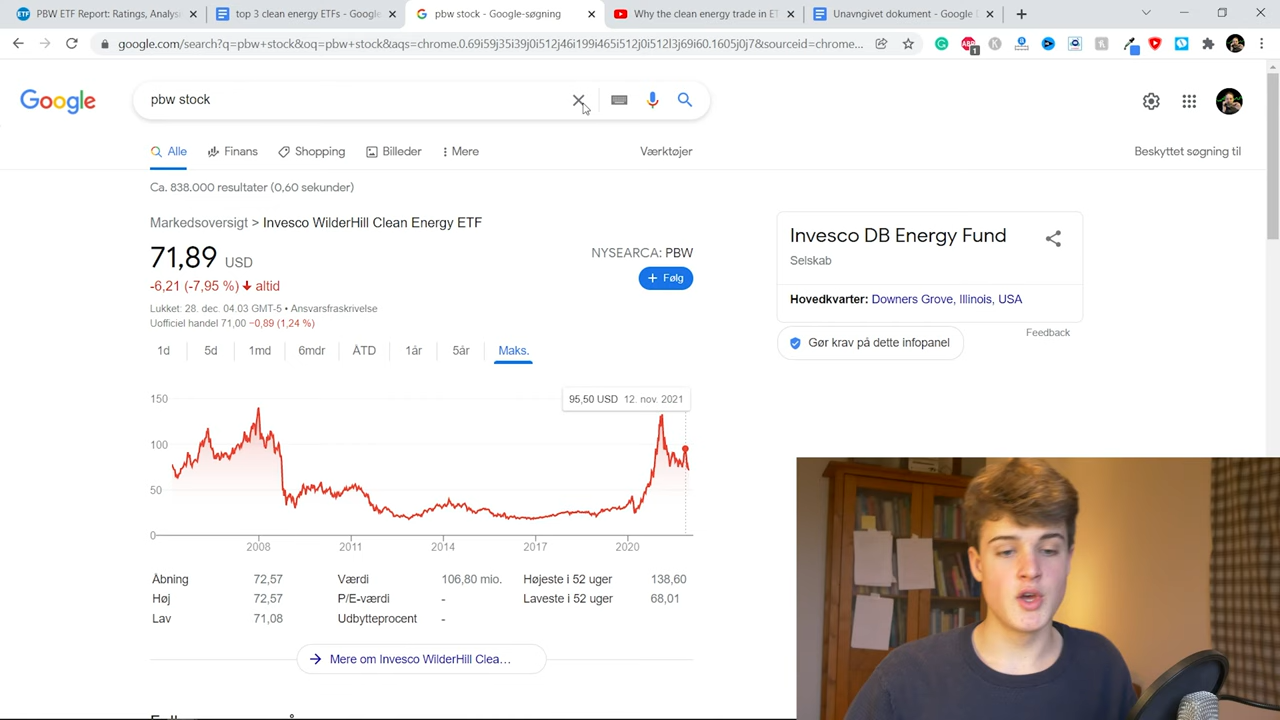 PBW ETF Report: Ratings, Analys
top 3 clean energy ETFs - Google
pbw stock - Google-søgning
Why the clean energy trade in ET
Unavngivet dokument - Google D
google.com/search?q=pbw+stock&oq=pbw+stock&aqs=chrome.0.69i59j35i39j0i512j46i199i465i512j0i512l3j69i60.1605j0j7&sourceid=chrome...
Google
pbw stock
Alle
Finans
Shopping
Billeder
Mere
Værktøjer
Beskyttet søgning til
Ca. 838.000 resultater (0,60 sekunder)
Markedsoversigt > Invesco WilderHill Clean Energy ETF
71,89 USD
NYSEARCA: PBW
-6,21 (-7,95 %) altid
+ Følg
Lukket: 28. dec. 04.03 GMT-5 • Ansvarsfraskrivelse
Uofficiel handel 71,00 −0,89 (1,24 %)
1d
5d
1md
6mdr
ÅTD
1år
5år
Maks.
95,50 USD 12. nov. 2021
150
100
50
0
2008
2011
2014
2017
2020
Åbning 72,57
Værdi 106,80 mio.
Højeste i 52 uger 138,60
Høj 72,57
P/E-værdi -
Laveste i 52 uger 68,01
Lav 71,08
Udbytteprocent -
Mere om Invesco WilderHill Clea...
Invesco DB Energy Fund
Selskab
Hovedkvarter: Downers Grove, Illinois, USA
Feedback
Gør krav på dette infopanel